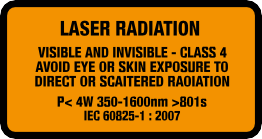 LASER RADIATION
VISIBLE AND INVISIBLE - CLASS 4
AVOID EYE OR SKIN EXPOSURE TO
DIRECT OR SCAITERED RAOIATION
P< 4W 350-1600nm >801s
IEC 60825-1 : 2007